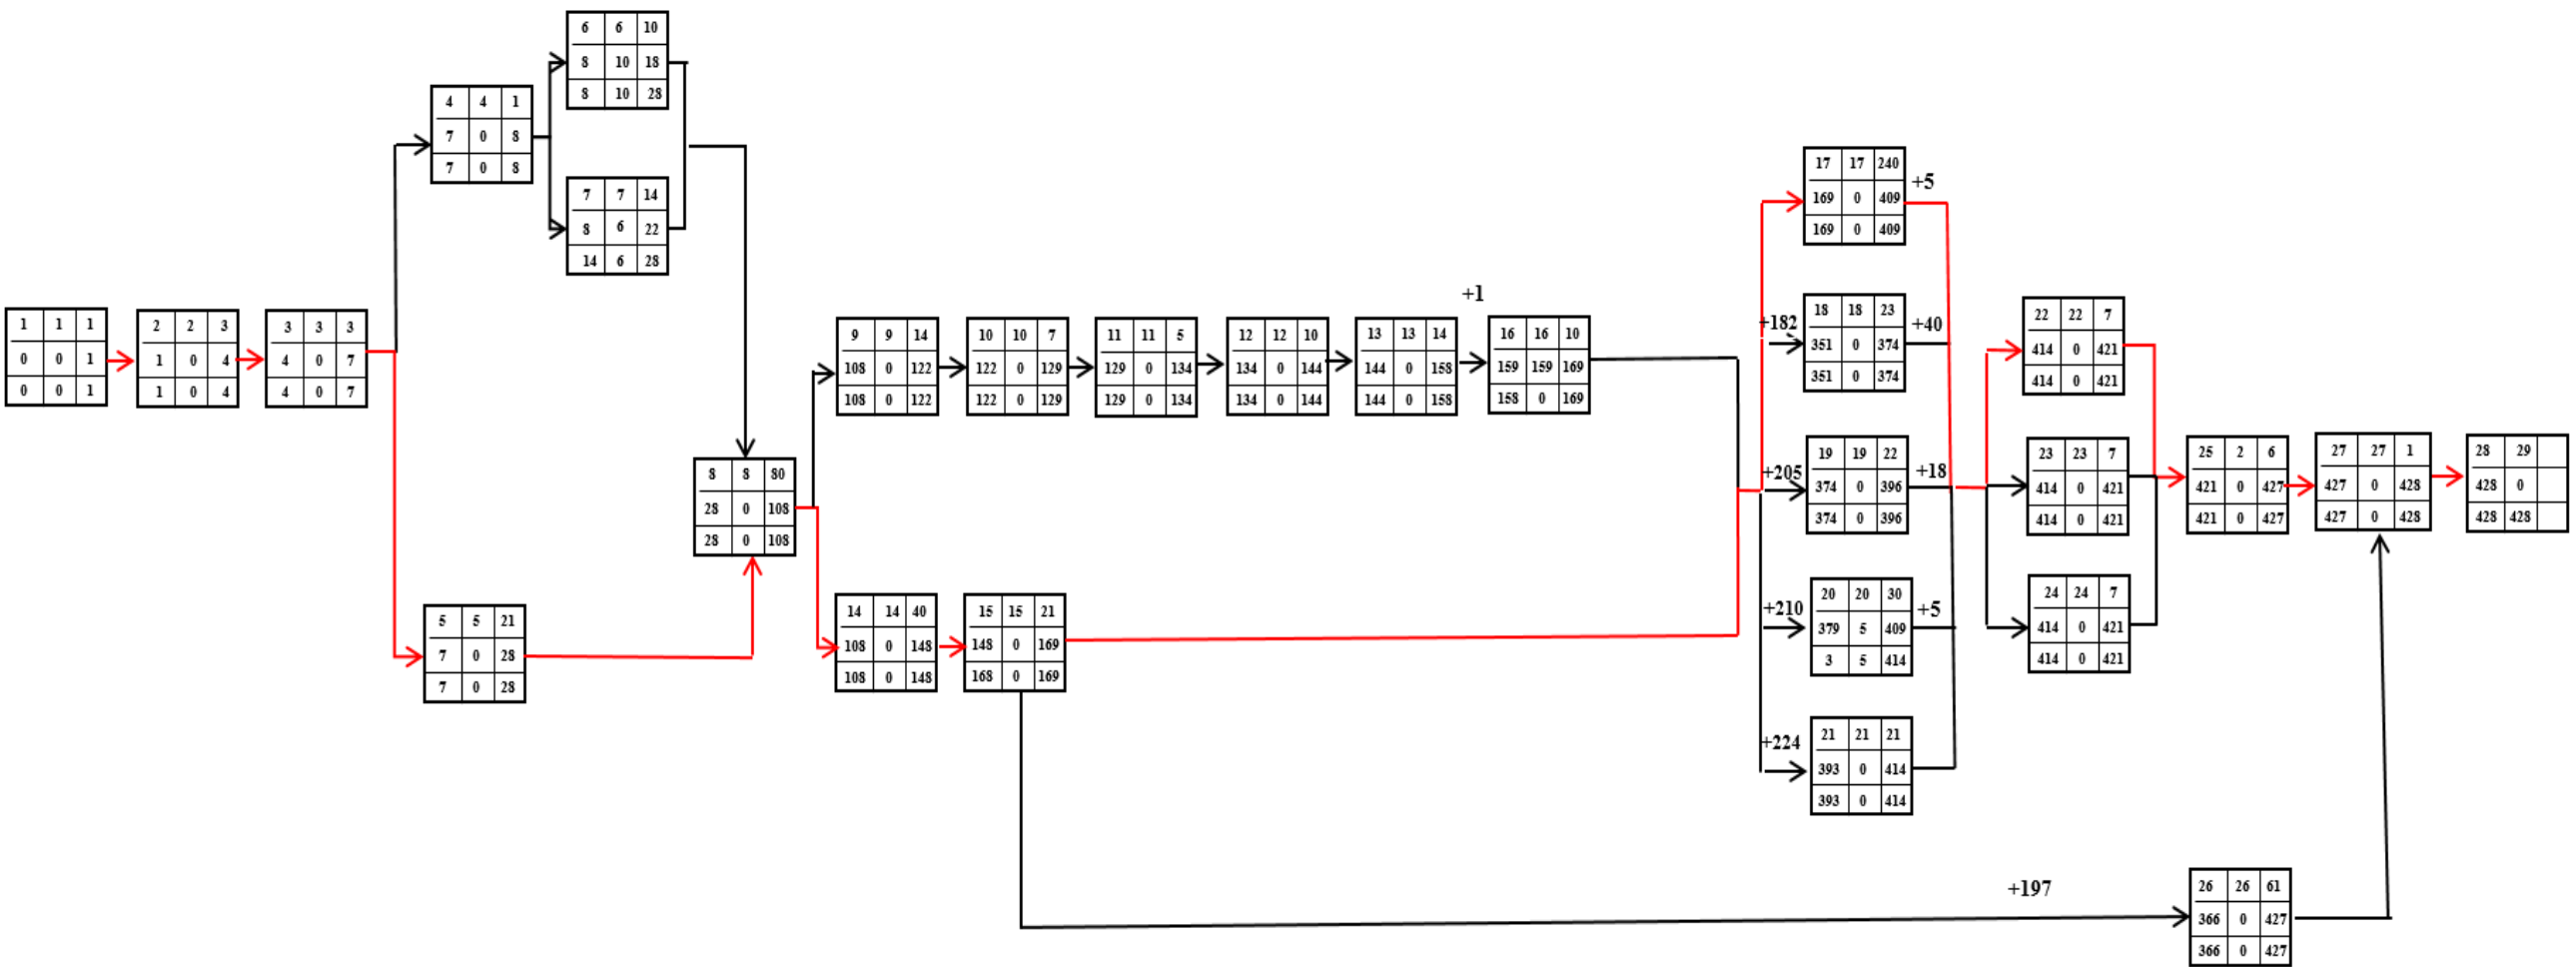 6 6 10
8 10 18
8 10 28
4 4 1
7 0 8
7 0 8
7 7 14
8 6 22
14 6 28
1 1 1
0 0 1
0 0 1
2 2 3
1 0 4
1 0 4
3 3 3
4 0 7
4 0 7
5 5 21
7 0 28
7 0 28
8 8 80
28 0 108
28 0 108
9 9 14
108 0 122
108 0 122
10 10 7
122 0 129
122 0 129
11 11 5
129 0 134
129 0 134
12 12 10
134 0 144
134 0 144
13 13 14
144 0 158
144 0 158
+1
16 16 10
159 159 169
158 0 169
14 14 40
108 0 148
108 0 148
15 15 21
148 0 169
168 0 169
17 17 240
169 0 409
169 0 409
+5
+182
18 18 23
351 0 374
351 0 374
+40
+205
19 19 22
374 0 396
374 0 396
+18
+210
20 20 30
379 5 409
3 5 414
+5
+224
21 21 21
393 0 414
393 0 414
22 22 7
414 0 421
414 0 421
23 23 7
414 0 421
414 0 421
24 24 7
414 0 421
414 0 421
25 2 6
421 0 427
421 0 427
27 27 1
427 0 428
427 0 428
28 29
428 0
428 428
+197
26 26 61
366 0 427
366 0 427